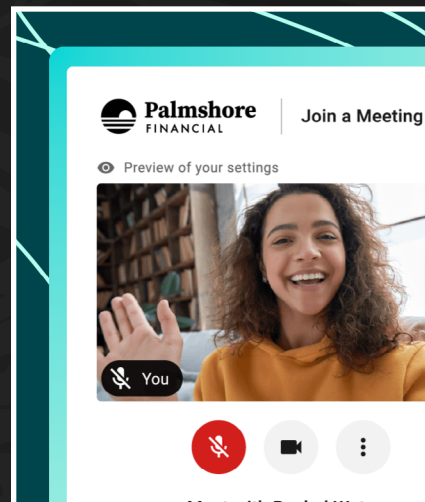 Palmshore
FINANCIAL
Join a Meeting
Preview of your settings
You